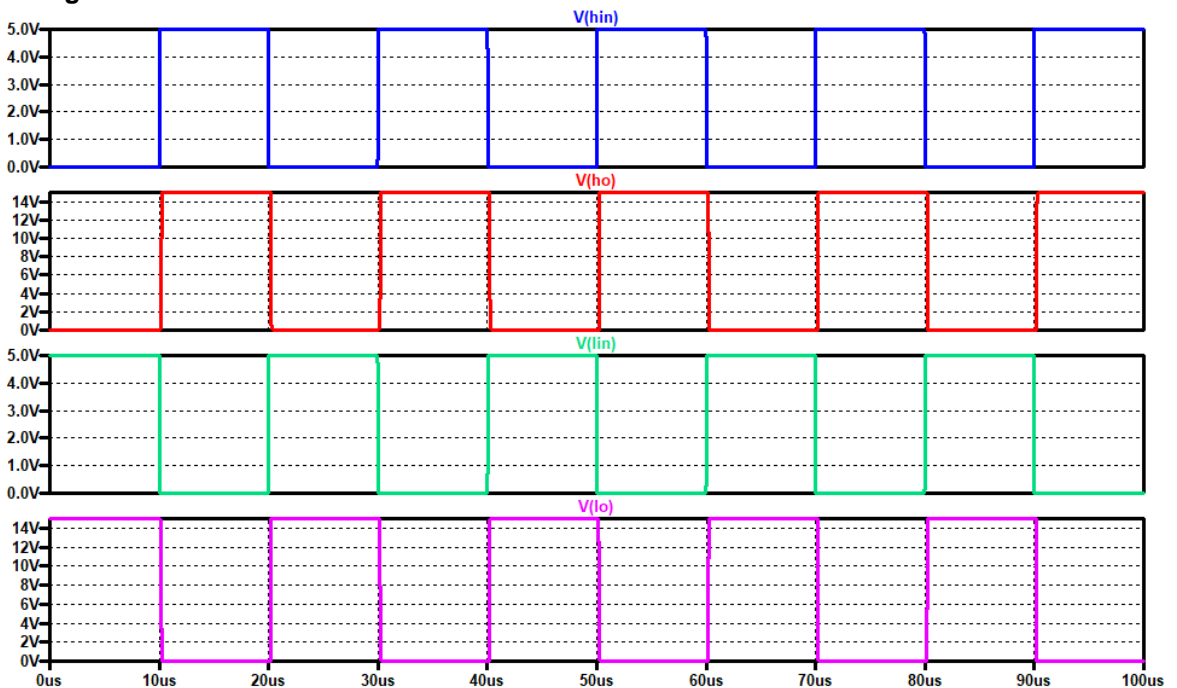 V(hin)
5.0V
4.0V
3.0V
2.0V
1.0V
0.0V
V(ho)
14V
12V
10V
8V
6V
4V
2V
0V
V(lin)
5.0V
4.0V
3.0V
2.0V
1.0V
0.0V
V(lo)
14V
12V
10V
8V
6V
4V
2V
0V
0us 10us 20us 30us 40us 50us 60us 70us 80us 90us 100us